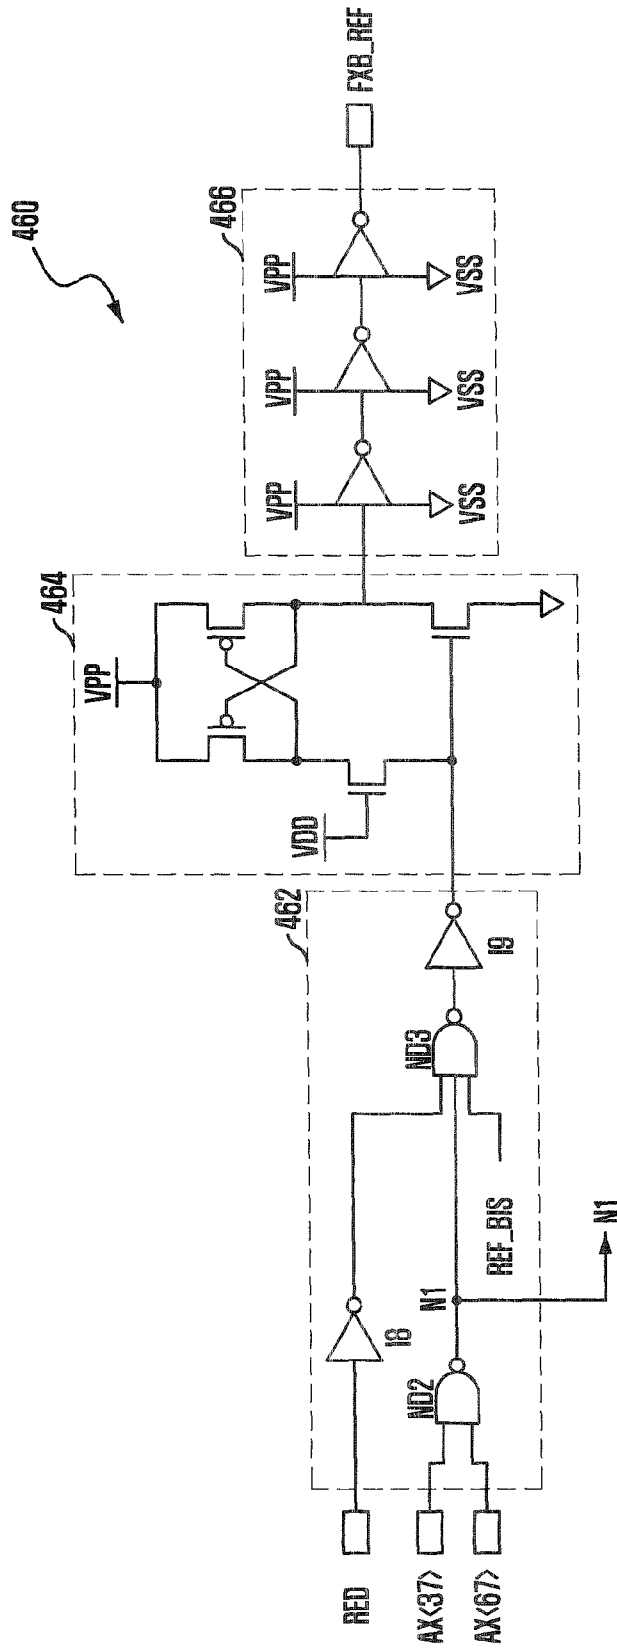 460
RED
AX<37>
AX<67>
462
I8
ND2
N1
REF_BIS
ND3
I9
N1
464
VPP
VDD
466
VPP
VPP
VPP
VSS
VSS
VSS
FXB_REF